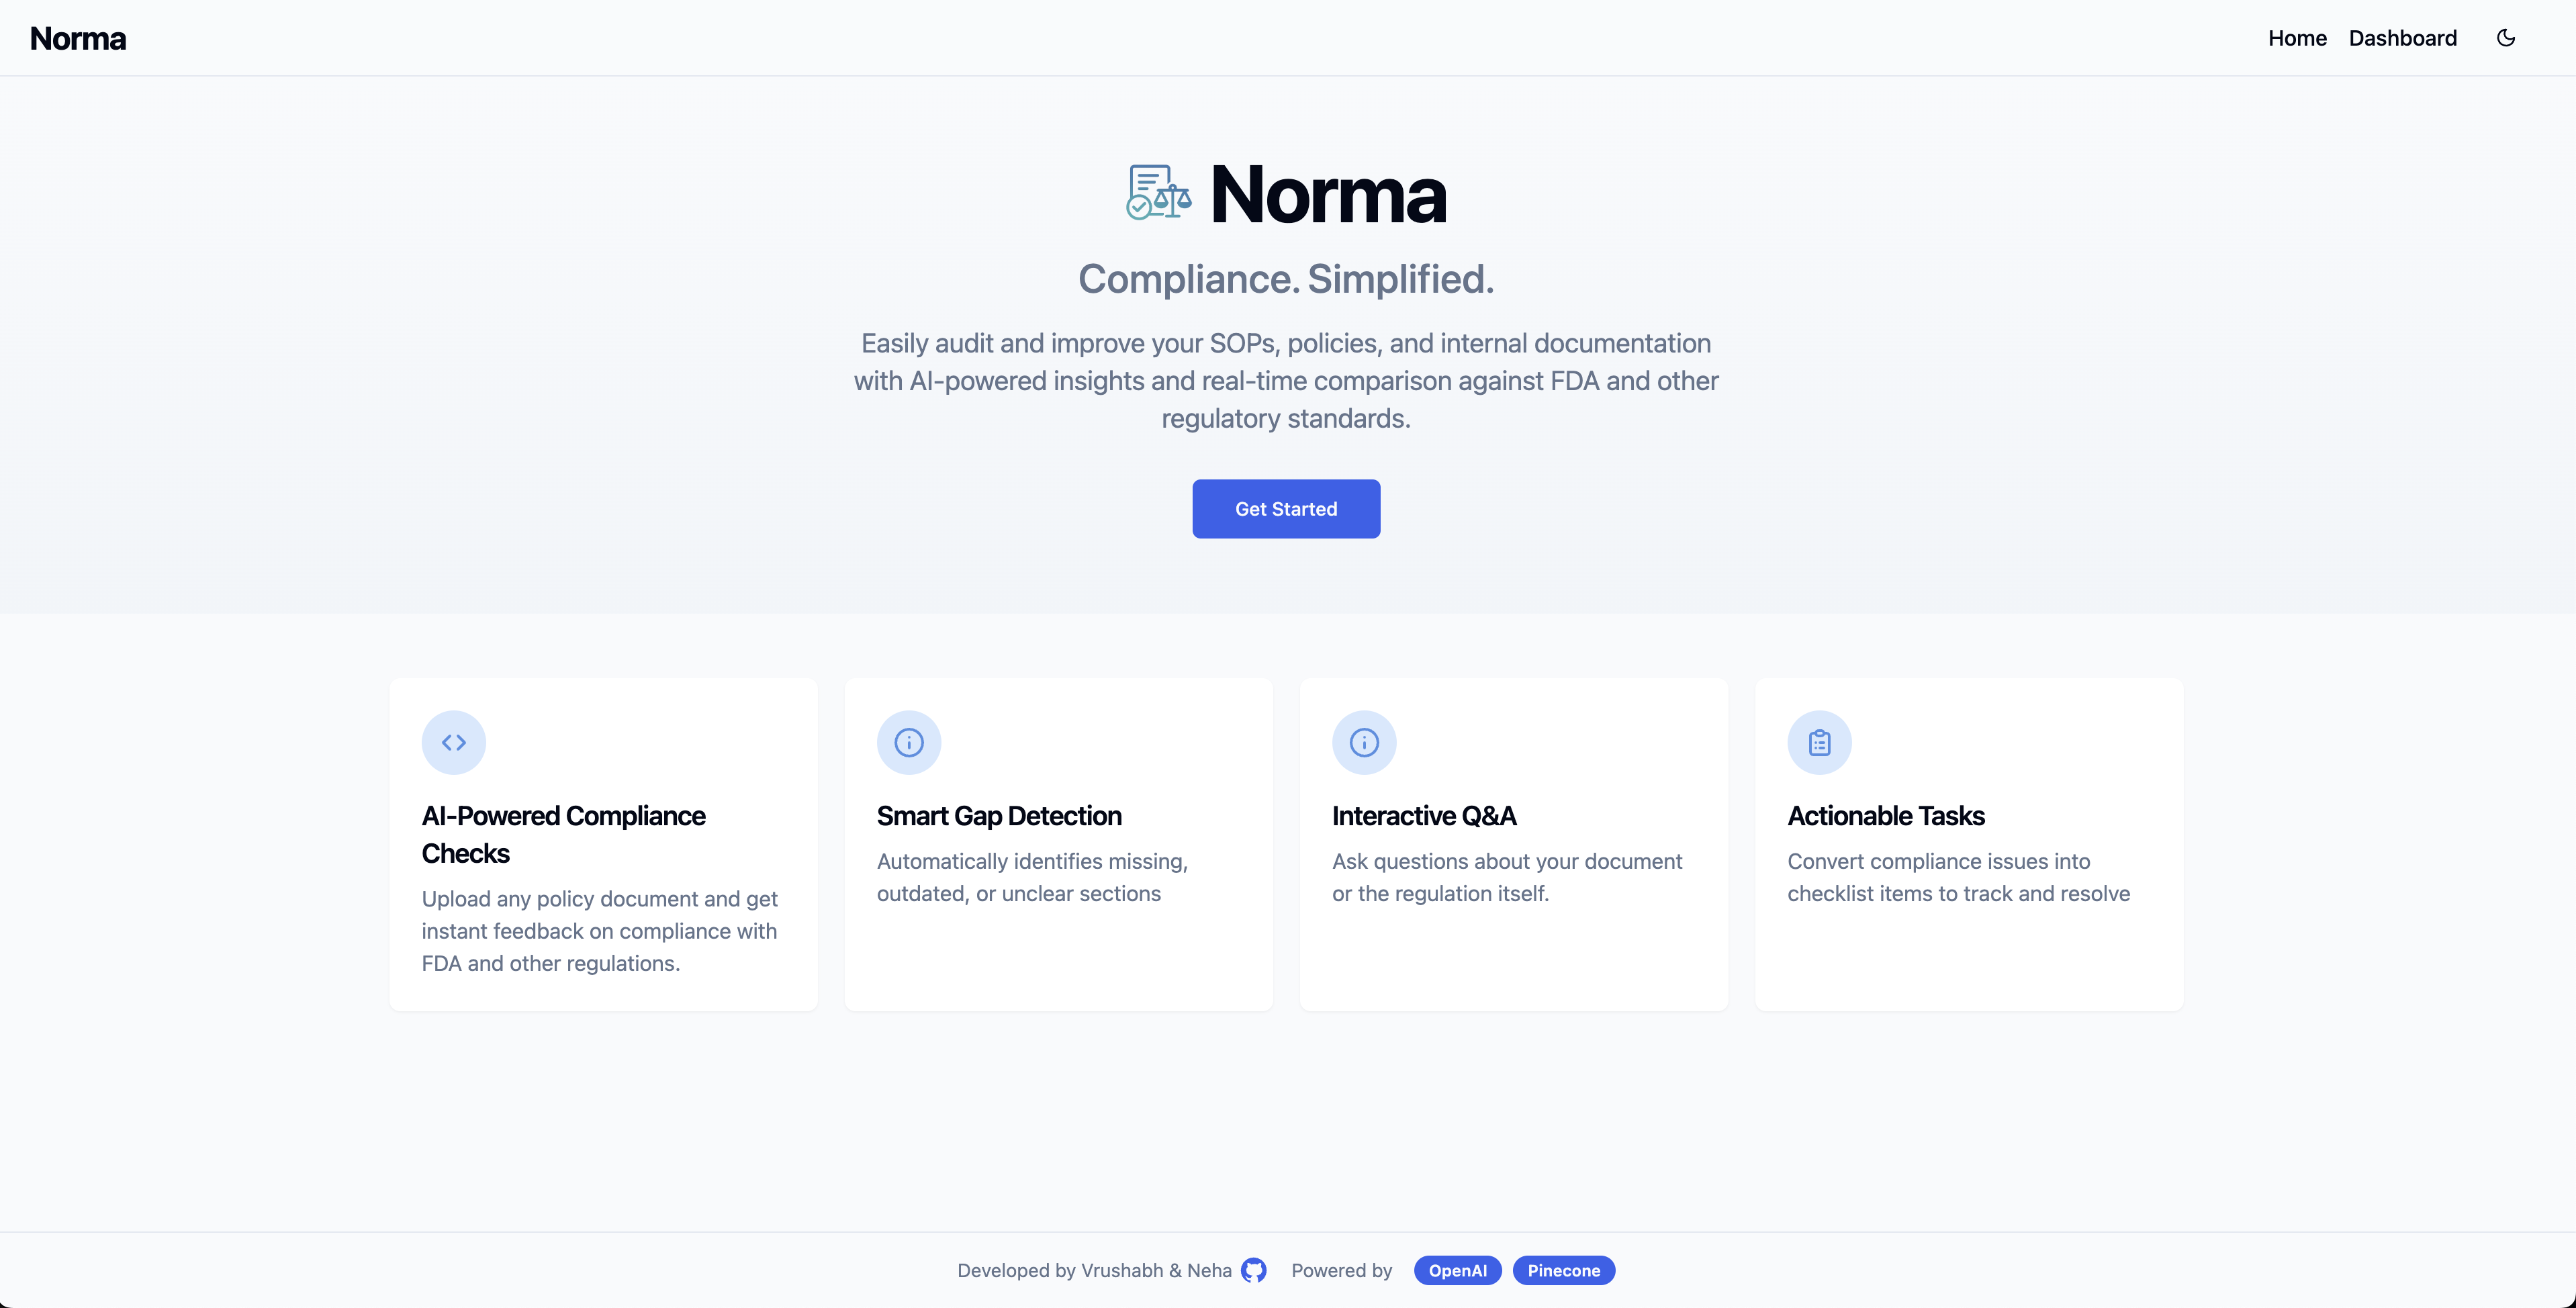 Norma
Home
Dashboard
Norma
Compliance. Simplified.
Easily audit and improve your SOPs, policies, and internal documentation
with AI-powered insights and real-time comparison against FDA and other
regulatory standards.
Get Started
AI-Powered Compliance
Checks
Upload any policy document and get
instant feedback on compliance with
FDA and other regulations.
Smart Gap Detection
Automatically identifies missing,
outdated, or unclear sections
Interactive Q&A
Ask questions about your document
or the regulation itself.
Actionable Tasks
Convert compliance issues into
checklist items to track and resolve
Developed by Vrushabh & Neha
Powered by
OpenAI
Pinecone